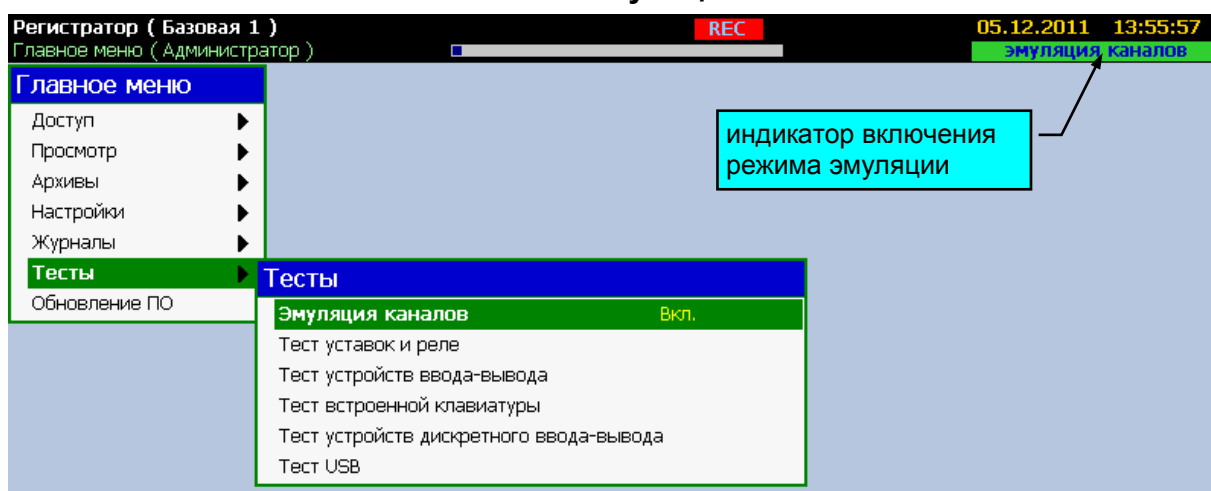 Регистратор ( Базовая 1 )
REC
05.12.2011 13:55:57
Главное меню ( Администратор )
эмуляция каналов
Главное меню
Доступ
Просмотр
Архивы
Настройки
Журналы
Тесты
Обновление ПО
индикатор включения
режима эмуляции
Тесты
Эмуляция каналов Вкл.
Тест уставок и реле
Тест устройств ввода-вывода
Тест встроенной клавиатуры
Тест устройств дискретного ввода-вывода
Тест USB